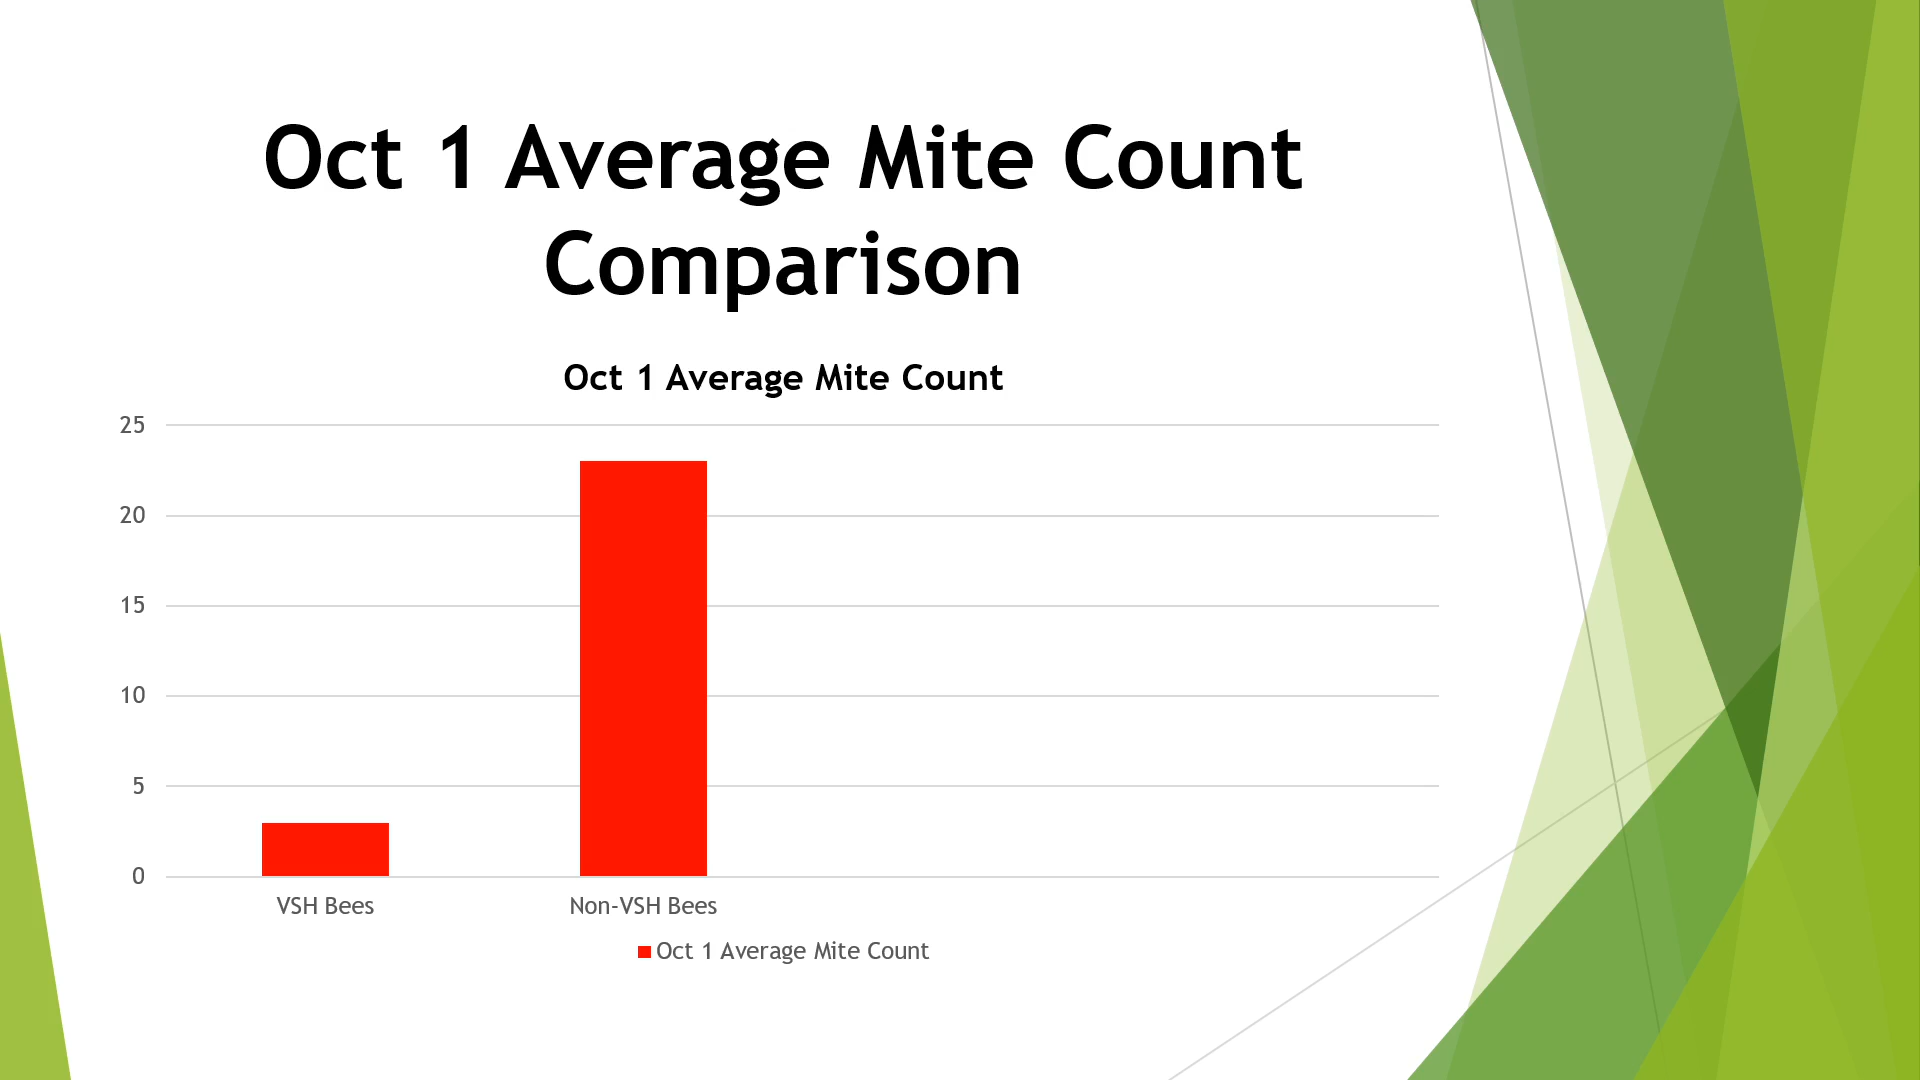 Oct 1 Average Mite Count
Comparison
Oct 1 Average Mite Count
25
20
15
10
5
0
VSH Bees
Non-VSH Bees
Oct 1 Average Mite Count